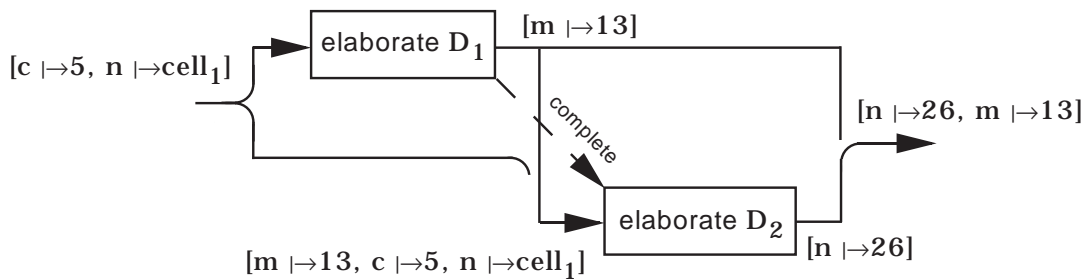 [m |→13]
elaborate D1
[c |→5, n |→cell1]
complete
[n |→26, m |→13]
elaborate D2
[n |→26]
[m |→13, c |→5, n |→cell1]